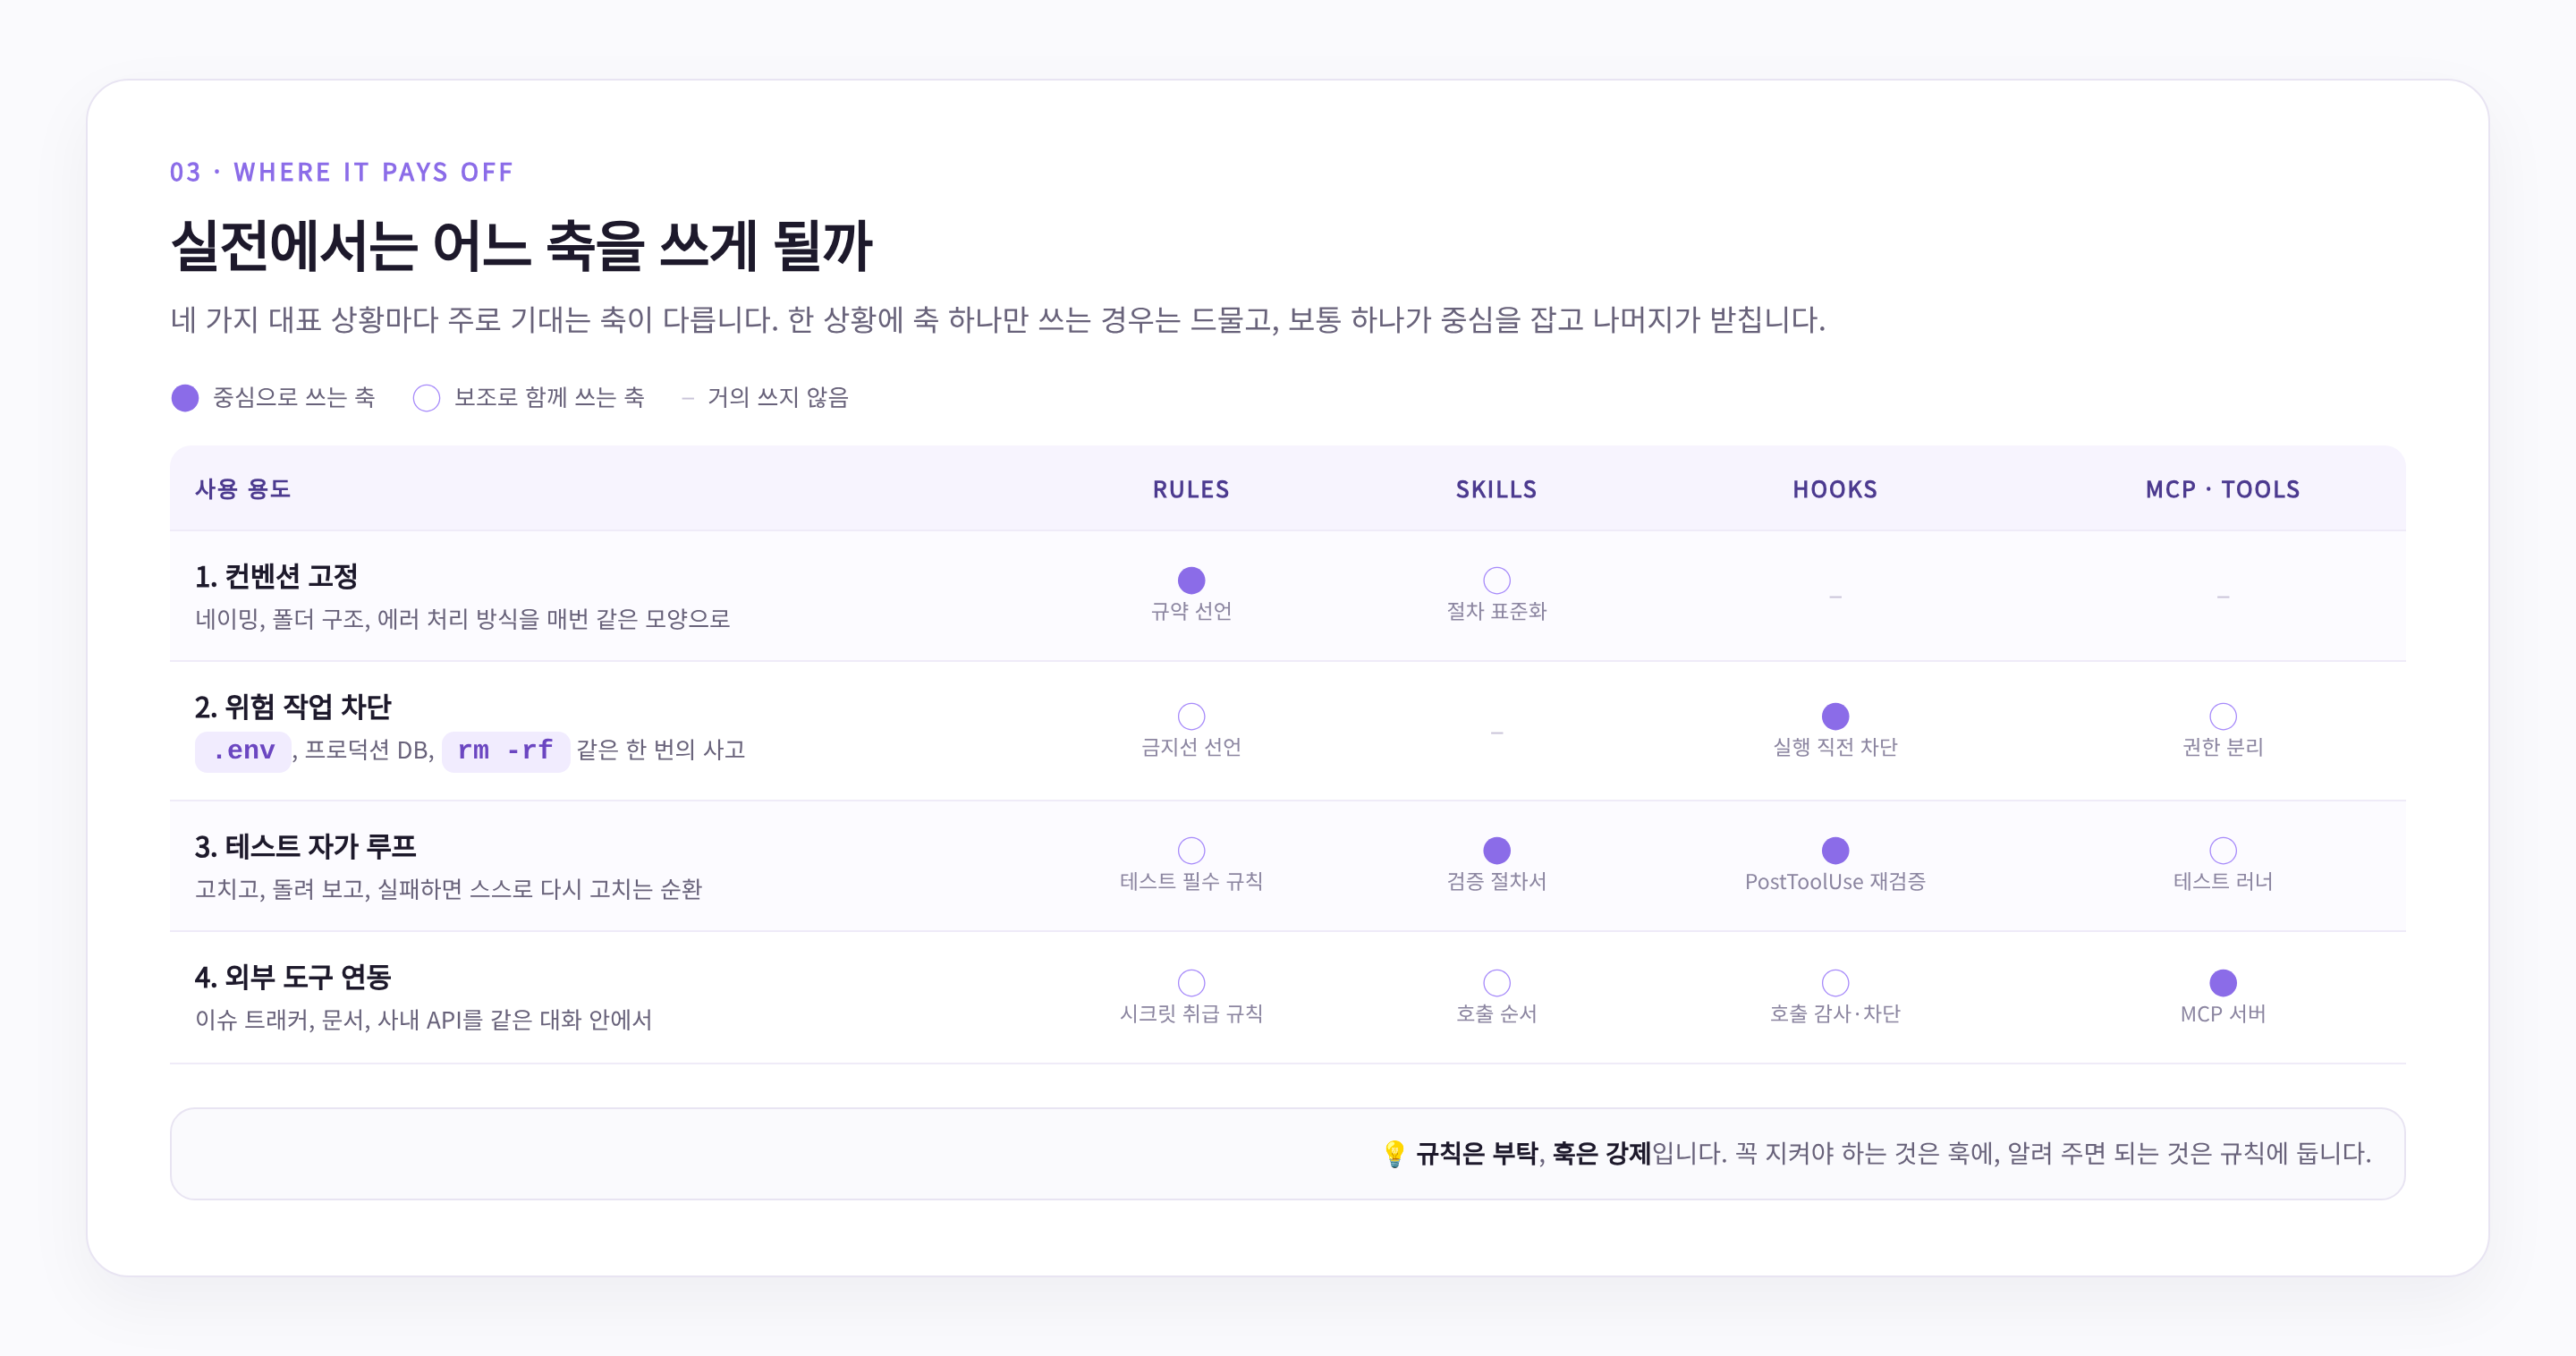 03 · WHERE IT PAYS OFF
실전에서는 어느 축을 쓰게 될까
네 가지 대표 상황마다 주로 기대는 축이 다릅니다. 한 상황에 축 하나만 쓰는 경우는 드물고, 보통 하나가 중심을 잡고 나머지가 받칩니다.
중심으로 쓰는 축 보조로 함께 쓰는 축 – 거의 쓰지 않음
사용 용도 RULES SKILLS HOOKS MCP · TOOLS
1. 컨벤션 고정
네이밍, 폴더 구조, 에러 처리 방식을 매번 같은 모양으로
규약 선언 절차 표준화 – –
2. 위험 작업 차단
.env, 프로덕션 DB, rm -rf 같은 한 번의 사고
금지선 선언 – 실행 직전 차단 권한 분리
3. 테스트 자가 루프
고치고, 돌려 보고, 실패하면 스스로 다시 고치는 순환
테스트 필수 규칙 검증 절차서 PostToolUse 재검증 테스트 러너
4. 외부 도구 연동
이슈 트래커, 문서, 사내 API를 같은 대화 안에서
시크릿 취급 규칙 호출 순서 호출 감사·차단 MCP 서버
💡 규칙은 부탁, 훅은 강제입니다. 꼭 지켜야 하는 것은 훅에, 알려 주면 되는 것은 규칙에 둡니다.